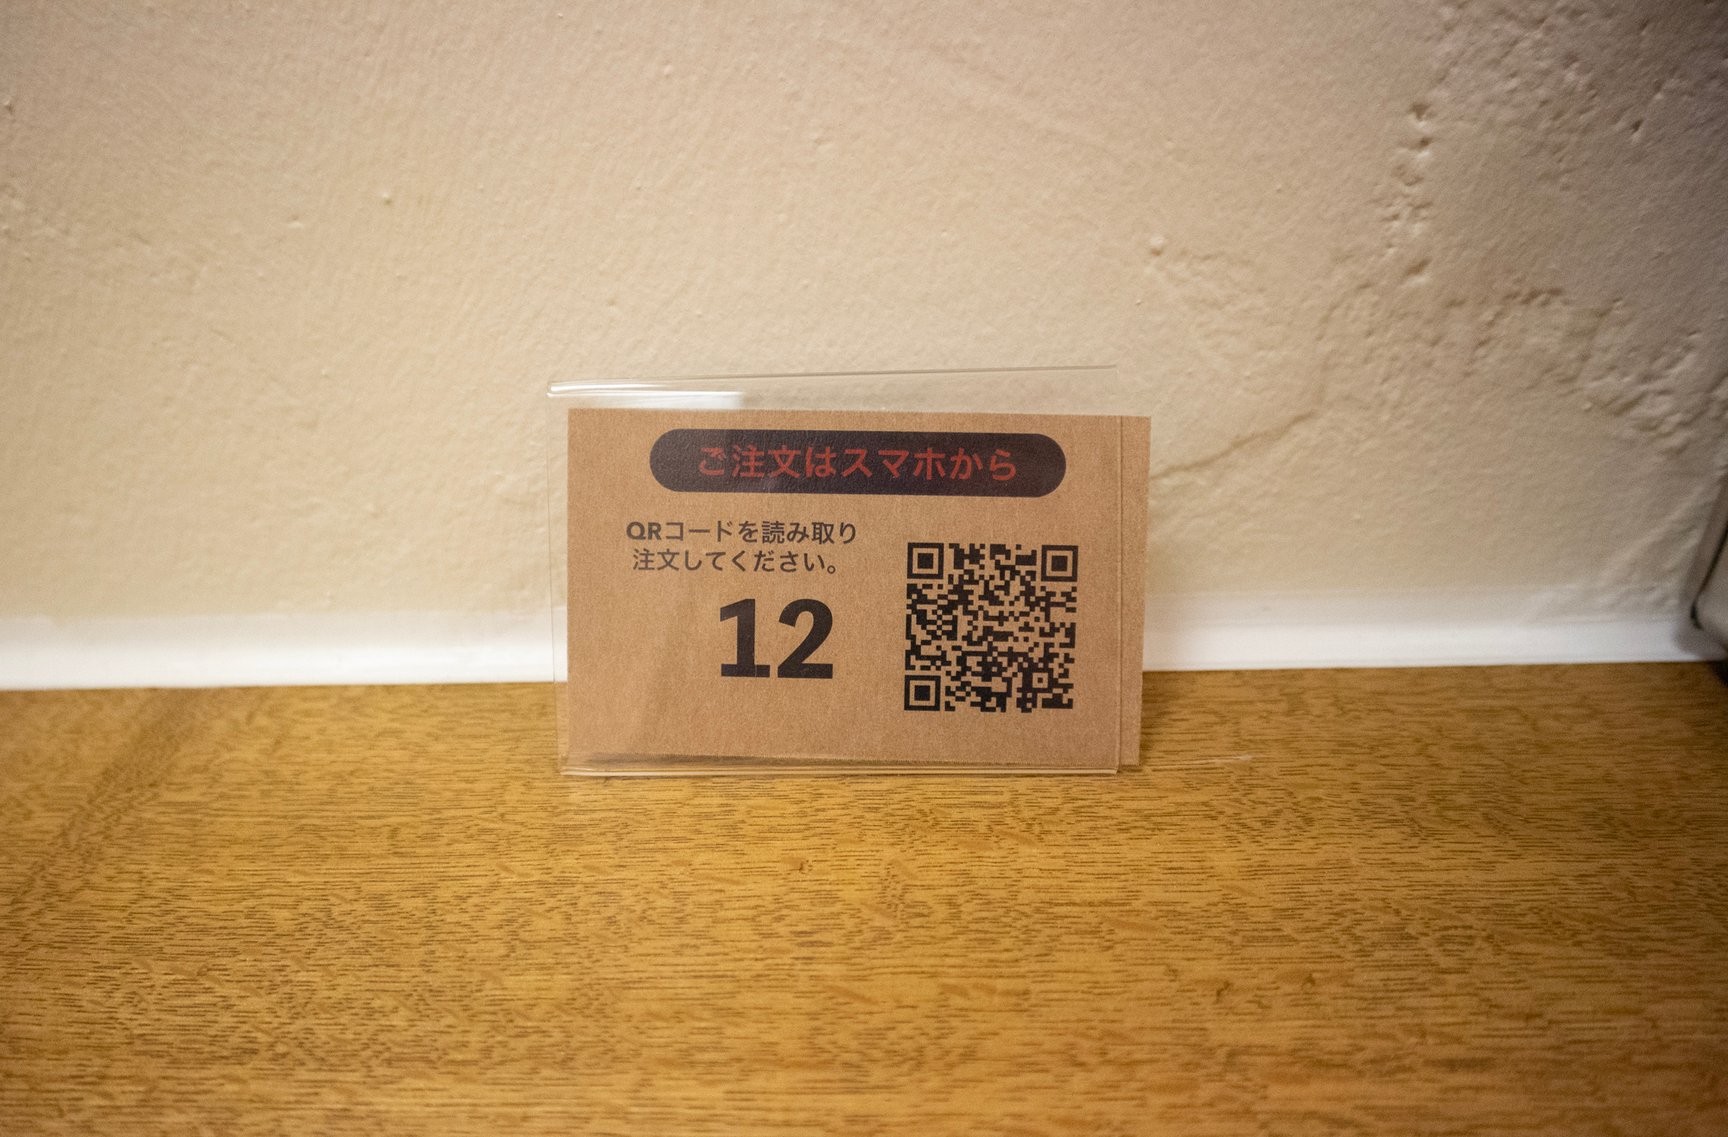 ご注文はスマホから
QRコードを読み取り
注文してください。
12